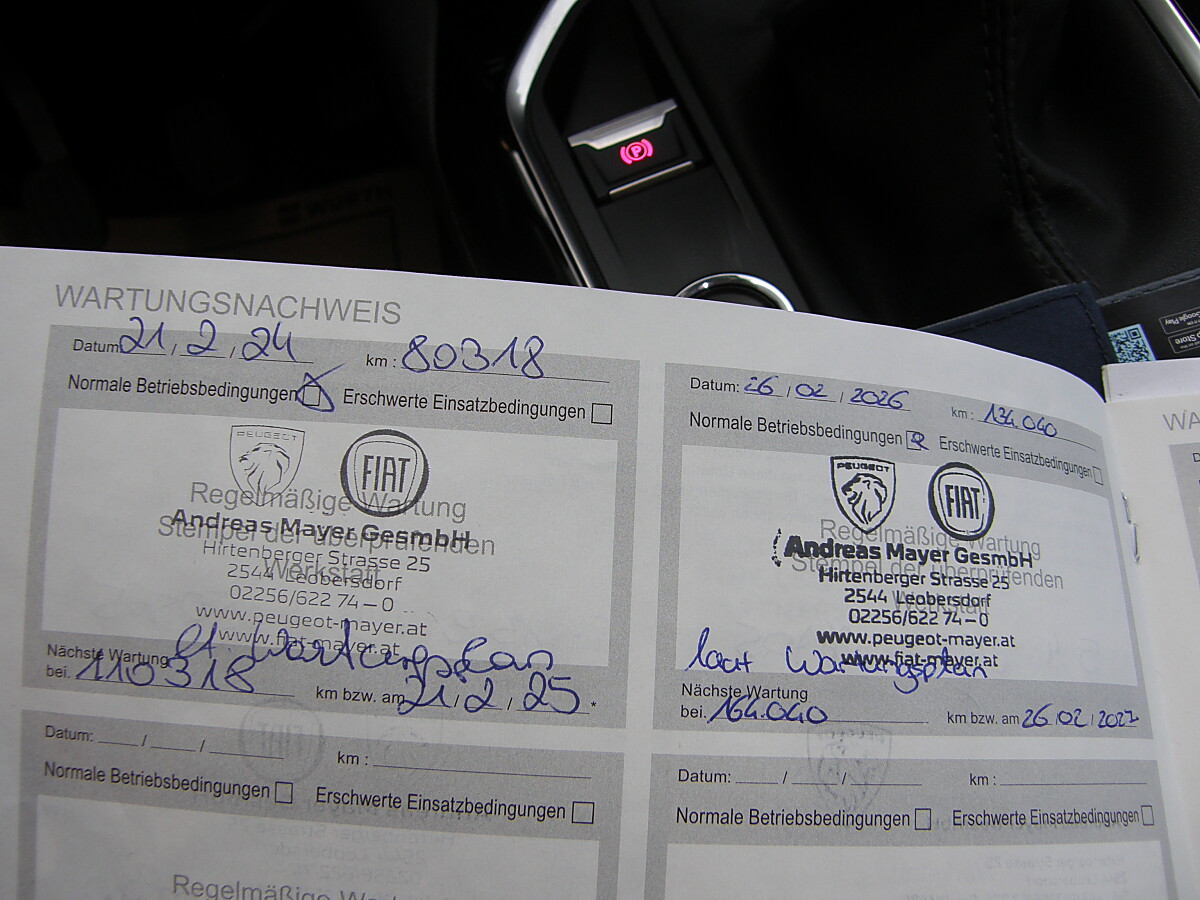 WARTUNGSNACHWEIS
Datum: 21 / 2 / 24 km : 80318
Normale Betriebsbedingungen Erschwerte Einsatzbedingungen
PEUGEOT FIAT
Regelmäßige Wartung
Andreas Mayer GesmbH
Stempel der überprüfenden
Hirtenberger Strasse 25
Werkstatt
2544 Leobersdorf
02256/622 74 – 0
www.peugeot-mayer.at
www.fiat-mayer.at
lt Wartungsplan
Nächste Wartung
bei. 110318 km bzw. am 21 / 2 / 25 *
Datum: / / km :
Normale Betriebsbedingungen Erschwerte Einsatzbedingungen
Regelmäßige
Datum: 26 / 02 / 2026 km : 134.040
Normale Betriebsbedingungen Erschwerte Einsatzbedingungen
PEUGEOT FIAT
Regelmäßige Wartung
Andreas Mayer GesmbH
Stempel der überprüfenden
Hirtenberger Strasse 25
Werkstatt
2544 Leobersdorf
02256/622 74 – 0
www.peugeot-mayer.at
www.fiat-mayer.at
laut Wartungsplan
Nächste Wartung
bei. 164.040 km bzw. am 26 / 02 / 2027
Datum: / / km :
Normale Betriebsbedingungen Erschwerte Einsatzbedingungen
Google Play
Store
P